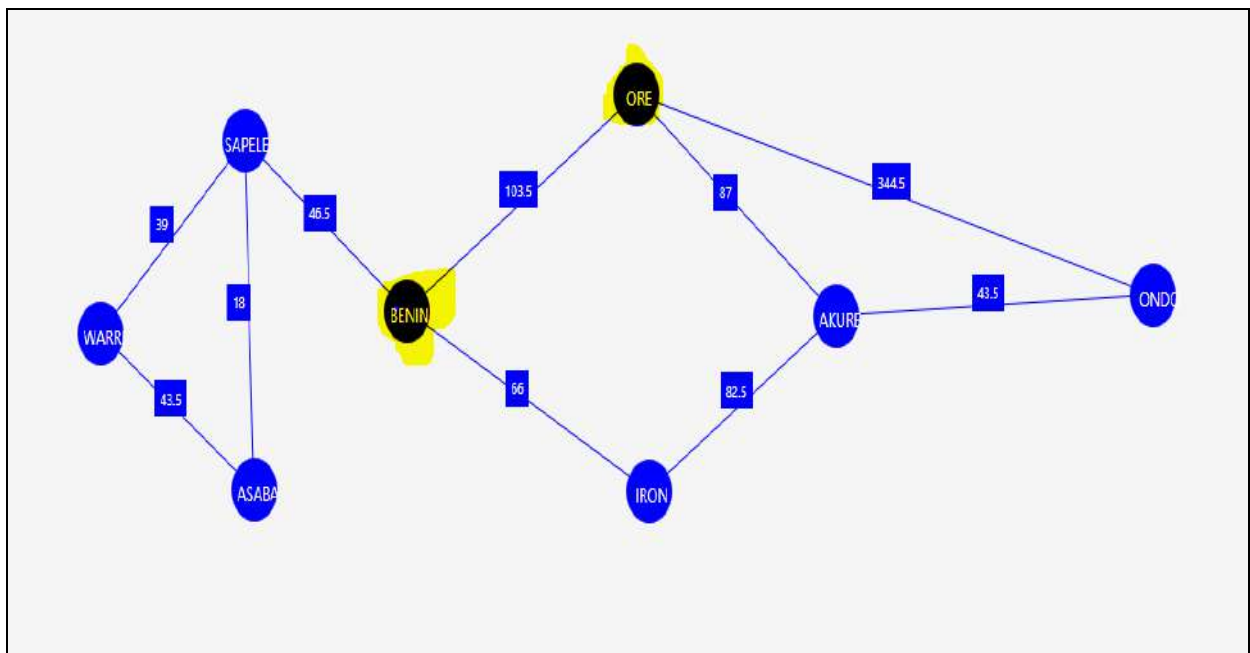 ORE
SAPELE
344.5
103.5
87
46.5
39
43.5
ONDO
18
BENIN
AKURE
WARR
66
82.5
43.5
ASABA
IRON